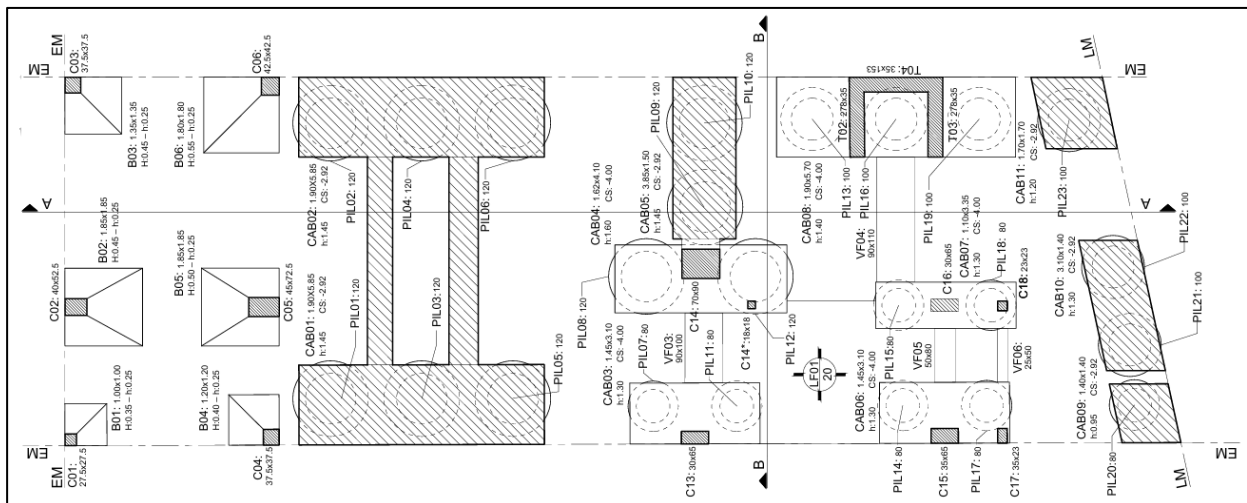 EM
C03:
37.5x37.5
B03: 1.35x1.35
H:0.45 – h:0.25
EM
C06:
42.5x42.5
B06: 1.80x1.80
H:0.55 – h:0.25
A
C02: 40x52.5
B02: 1.85x1.85
H:0.45 – h:0.25
B05: 1.85x1.85
H:0.50 – h:0.25
C05: 45x72.5
B01: 1.00x1.00
H:0.35 – h:0.25
B04: 1.20x1.20
H:0.40 – h:0.25
EM
EM
C01:
27.5x27.5
C04:
37.5x37.5
CAB02: 1.90X5.85
h:1.45 CS: -2.92
PIL02: 120
PIL04: 120
PIL06: 120
CAB01: 1.90X5.85
h:1.45 CS: -2.92
PIL01: 120
PIL03: 120
PIL05: 120
B
PIL09: 120
PIL10: 120
CAB04: 1.62x4.10
h:1.60 CS: -4.00
CAB05: 3.85x1.50
h:1.45 CS: -2.92
PIL08: 120
C14: 70x90
CAB03: 1.45x3.10
h:1.30 CS: -4.00
PIL07: 80
VF03:
90x100
PIL11: 80
C14*:18x18
PIL12: 120
C13: 30x65
B
LF01
20
T04: 35x153
T02: 278x35
T03: 278x35
CAB08: 1.90x5.70
h:1.40 CS: -4.00
PIL13: 100
PIL16: 100
PIL19: 100
VF04:
90x110
C16: 30x65
CAB07: 1.10x3.35
h:1.30 CS: -4.00
PIL18: 80
C18: 23x23
CAB06: 1.45x3.10
h:1.30 CS: -4.00
PIL15: 80
VF05
50x80
VF06:
25x50
PIL14: 80
C15: 35x65
PIL17: 80
C17: 35x23
LM
EM
CAB11: 1.70x1.70
h:1.20 CS: -2.92
PIL23: 100
A
CAB10: 3.10x1.40
h:1.30 CS: -2.92
PIL22: 100
PIL21: 100
CAB09: 1.40x1.40
h:0.95 CS: -2.92
PIL20: 80
LM
EM